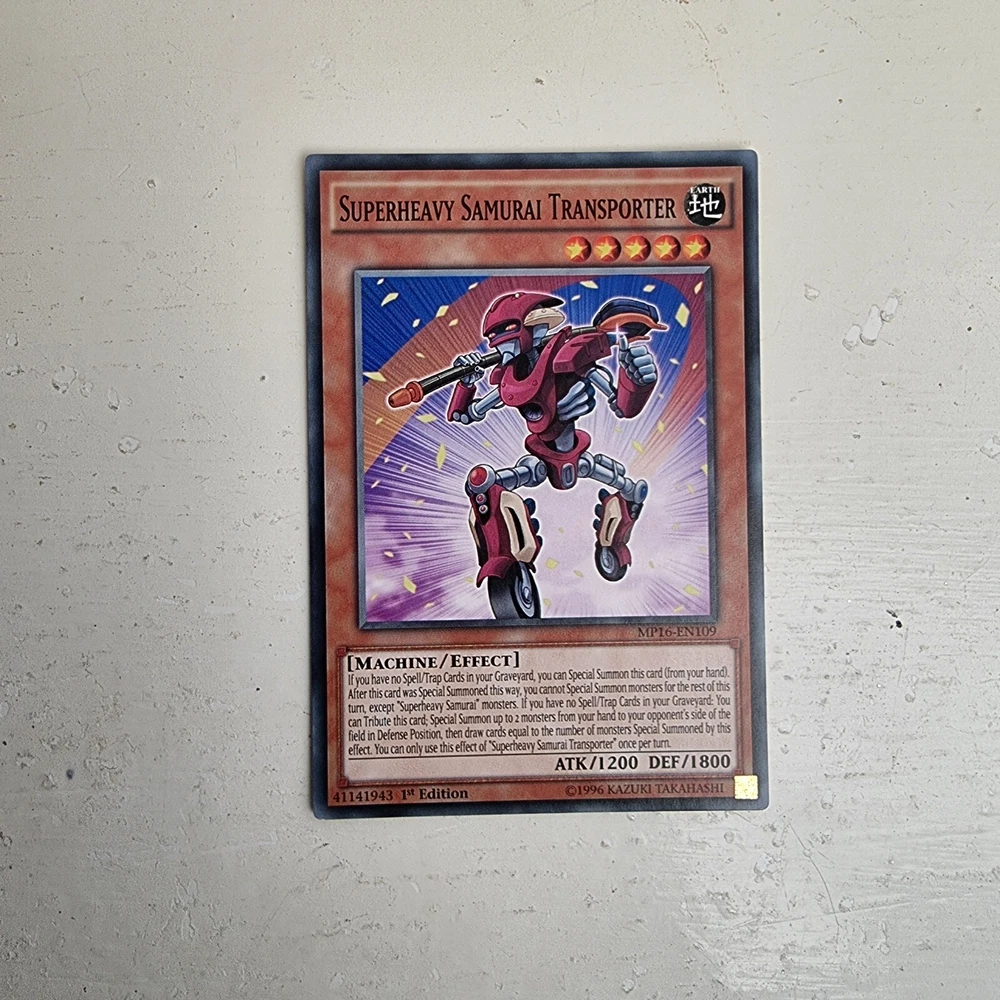 SUPERHEAVY SAMURAI TRANSPORTER
EARTH
地
MP16-EN109
[MACHINE/EFFECT]
If you have no Spell/Trap Cards in your Graveyard, you can Special Summon this card (from your hand).
After this card was Special Summoned this way, you cannot Special Summon monsters for the rest of this
turn, except "Superheavy Samurai" monsters. If you have no Spell/Trap Cards in your Graveyard: You
can Tribute this card; Special Summon up to 2 monsters from your hand to your opponent's side of the
field in Defense Position, then draw cards equal to the number of monsters Special Summoned by this
effect. You can only use this effect of "Superheavy Samurai Transporter" once per turn.
ATK/1200 DEF/1800
41141943 1st Edition ©1996 KAZUKI TAKAHASHI